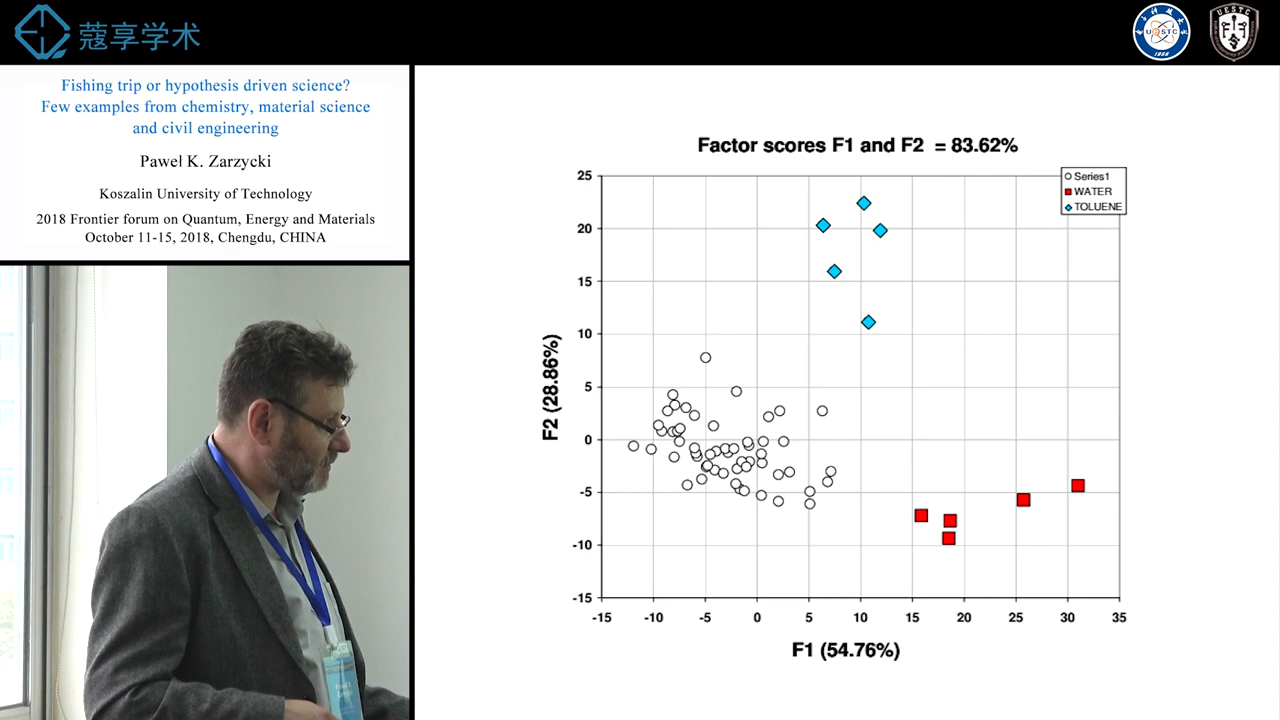 蔻享学术
UESTC
Fishing trip or hypothesis driven science?
Few examples from chemistry, material science
and civil engineering
Paweł K. Zarzycki
Koszalin University of Technology
2018 Frontier forum on Quantum, Energy and Materials
October 11-15, 2018, Chengdu, CHINA
Factor scores F1 and F2 = 83.62%
Series1
WATER
TOLUENE
25
20
15
10
5
0
-5
-10
-15
F2 (28.86%)
-15 -10 -5 0 5 10 15 20 25 30 35
F1 (54.76%)